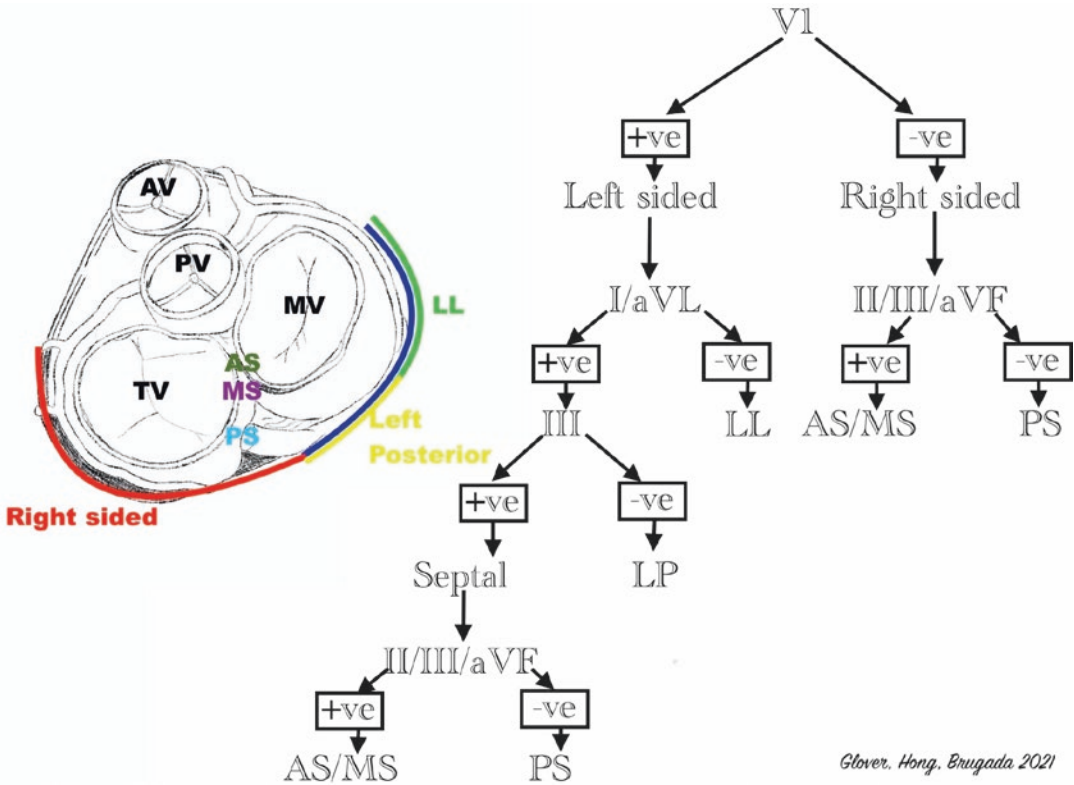 V1
+ve
-ve
Left sided
Right sided
I/aVL
II/III/aVF
+ve
-ve
+ve
-ve
III
LL
AS/MS
PS
+ve
-ve
Septal
LP
II/III/aVF
+ve
-ve
AS/MS
PS
AV
PV
MV
LL
AS
MS
TV
PS
Left
Posterior
Right sided
Glover, Hong, Brugada 2021